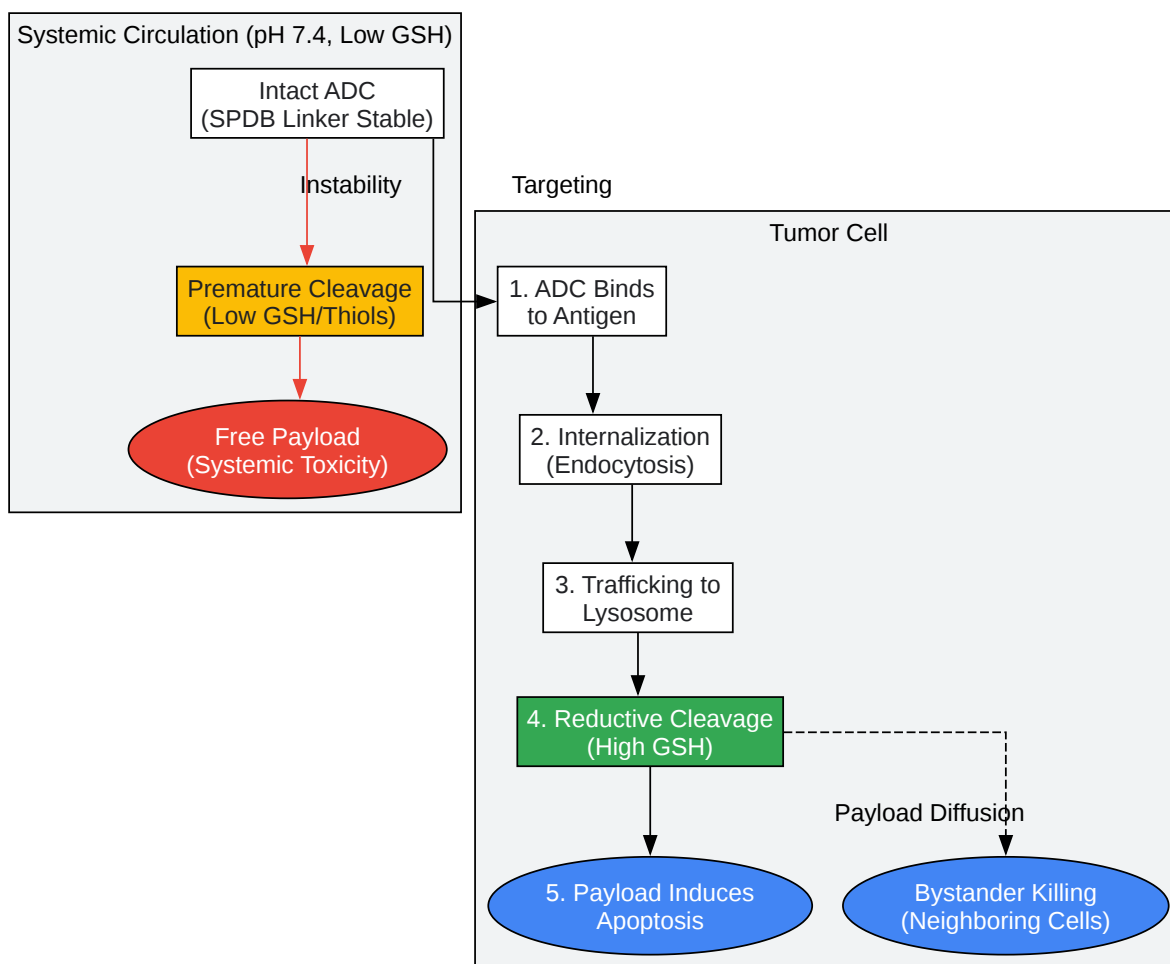 Systemic Circulation (pH 7.4, Low GSH)
Intact ADC
(SPDB Linker Stable)
Instability
Targeting
Premature Cleavage
(Low GSH/Thiols)
Free Payload
(Systemic Toxicity)
Tumor Cell
1. ADC Binds
to Antigen
2. Internalization
(Endocytosis)
3. Trafficking to
Lysosome
4. Reductive Cleavage
(High GSH)
Payload Diffusion
5. Payload Induces
Apoptosis
Bystander Killing
(Neighboring Cells)